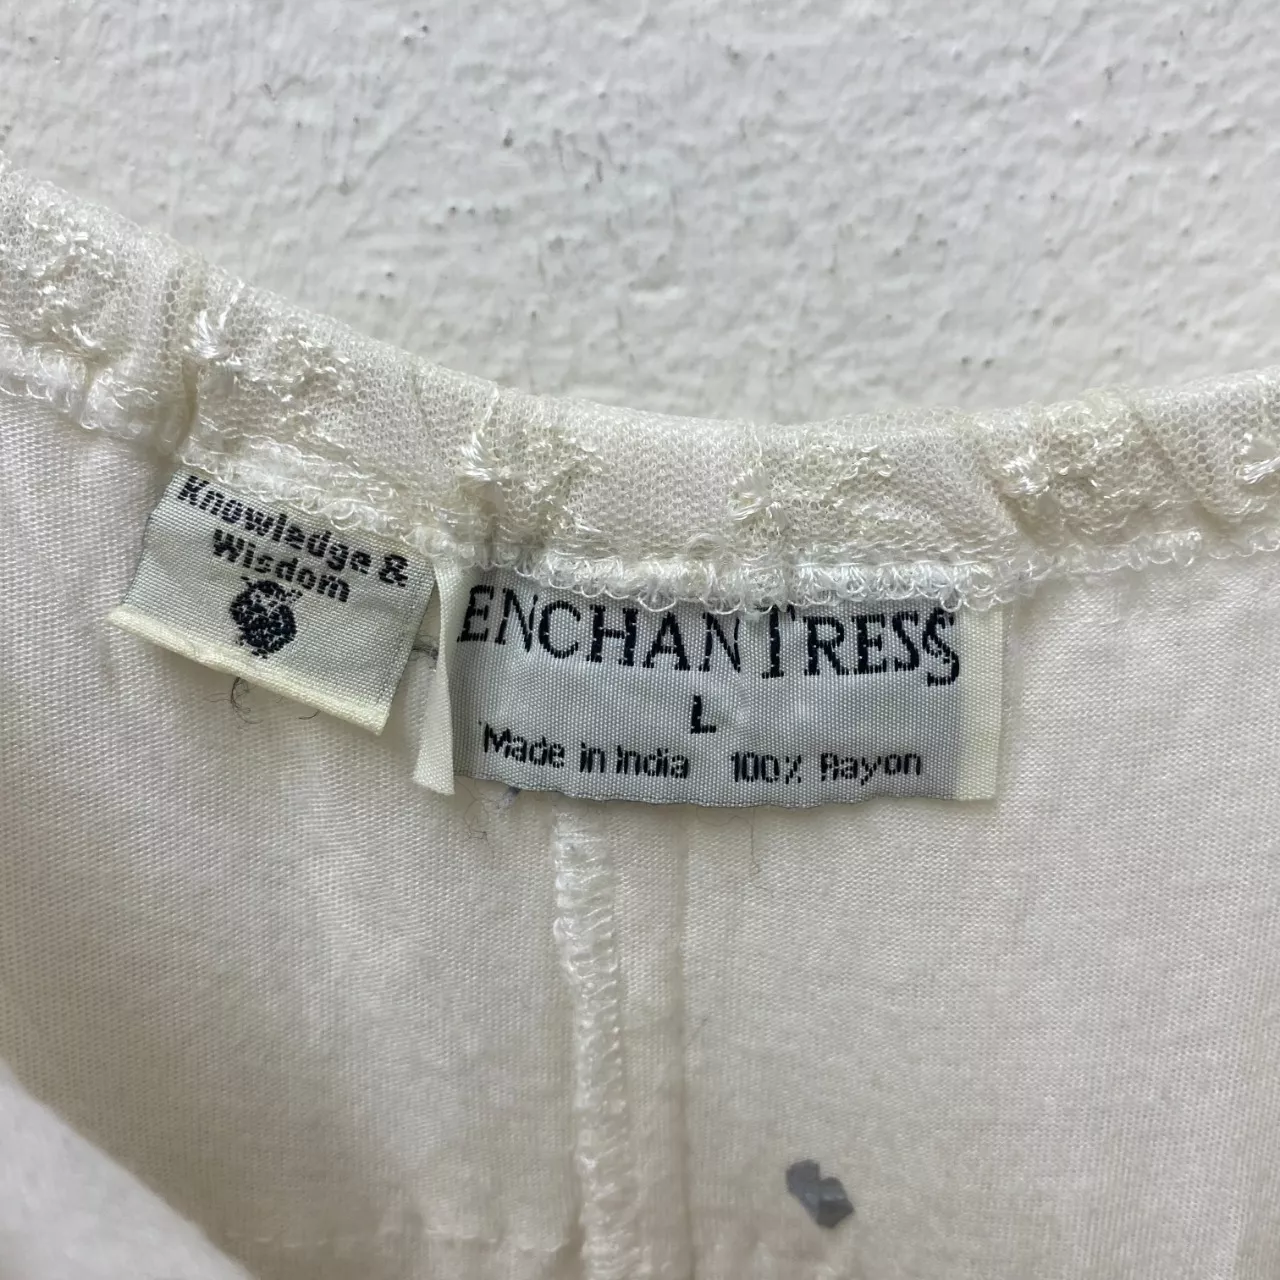 Knowledge &
Wisdom
ENCHANTRESS
L
Made in India 100% Rayon